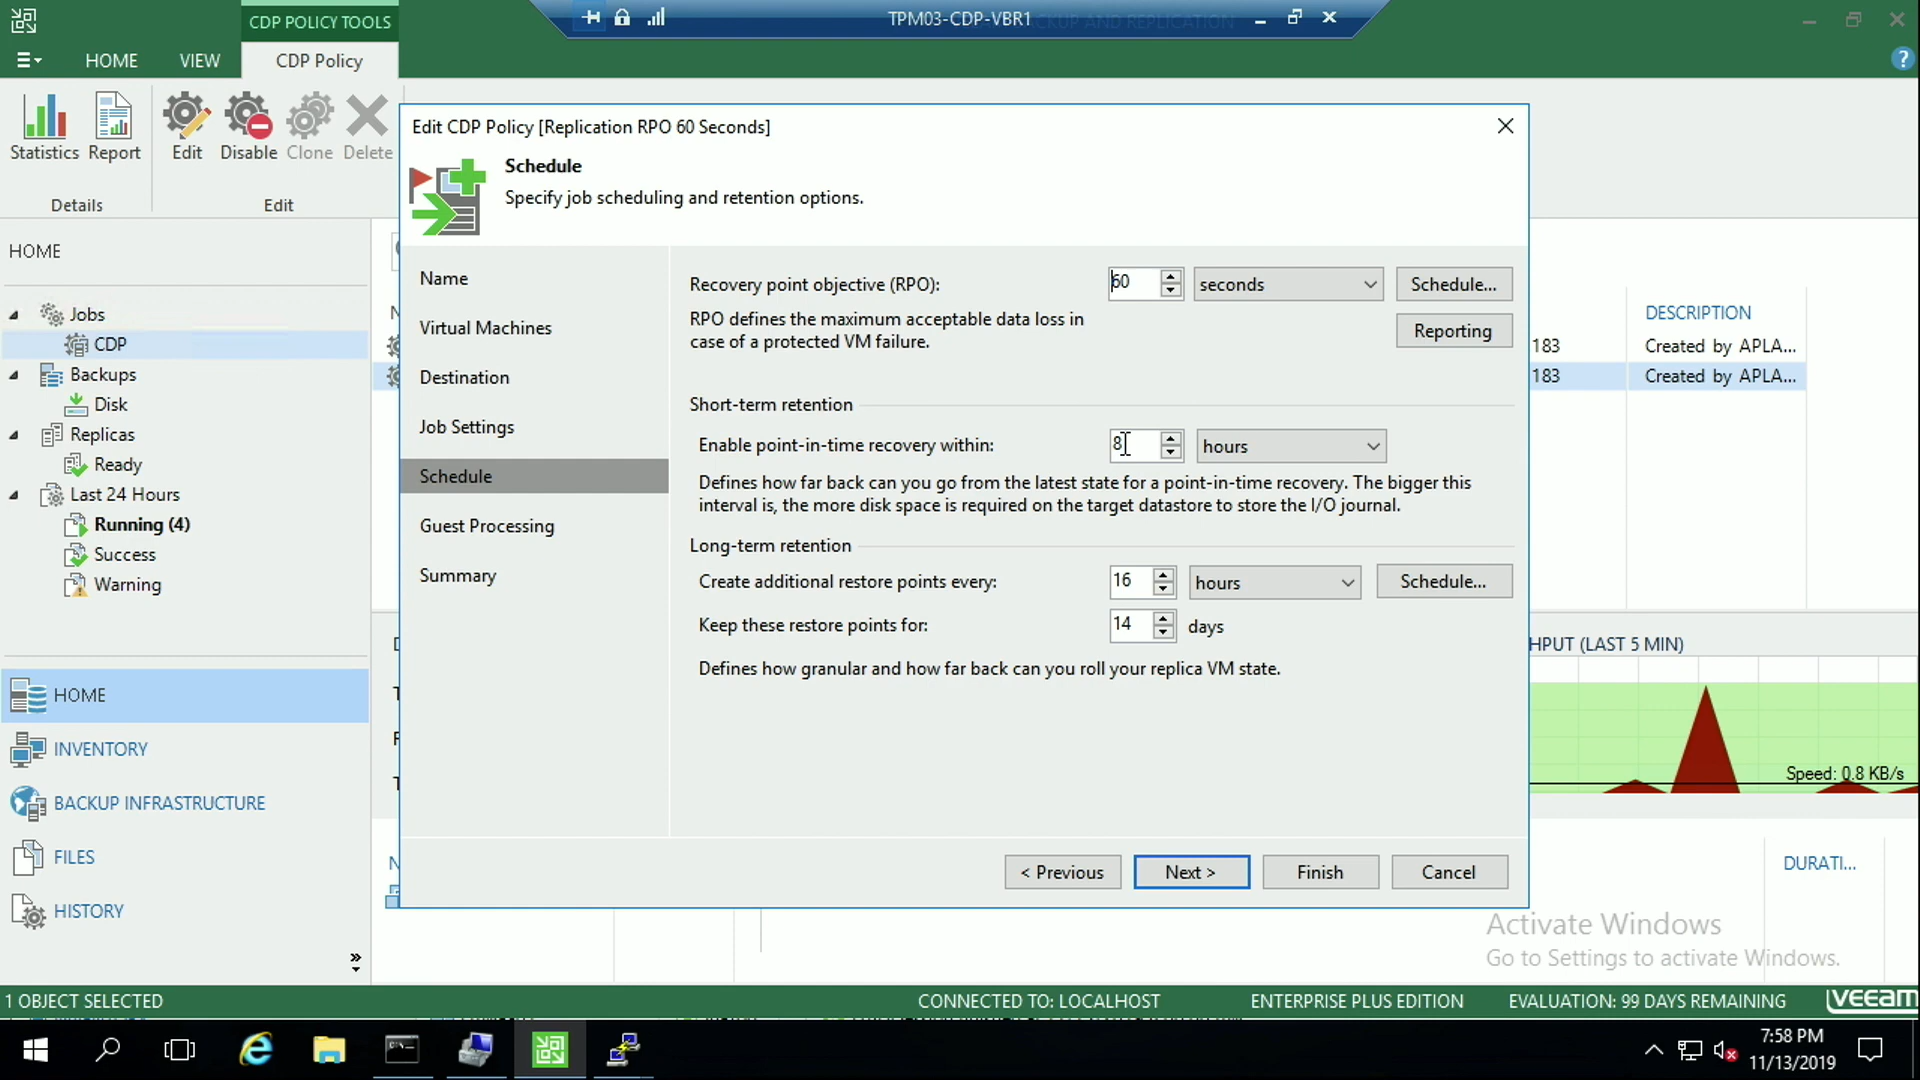 CDP POLICY TOOLS
TPM03-CDP-VBR1
HOME
VIEW
CDP Policy
Statistics
Report
Edit
Disable
Clone
Delete
Details
Edit
HOME
Jobs
CDP
Backups
Disk
Replicas
Ready
Last 24 Hours
Running (4)
Success
Warning
HOME
INVENTORY
BACKUP INFRASTRUCTURE
FILES
HISTORY
Edit CDP Policy [Replication RPO 60 Seconds]
Schedule
Specify job scheduling and retention options.
Name
Virtual Machines
Destination
Job Settings
Schedule
Guest Processing
Summary
Recovery point objective (RPO):
60
seconds
Schedule...
RPO defines the maximum acceptable data loss in
case of a protected VM failure.
Reporting
Short-term retention
Enable point-in-time recovery within:
8
hours
Defines how far back can you go from the latest state for a point-in-time recovery. The bigger this
interval is, the more disk space is required on the target datastore to store the I/O journal.
Long-term retention
Create additional restore points every:
16
hours
Schedule...
Keep these restore points for:
14
days
Defines how granular and how far back can you roll your replica VM state.
< Previous
Next >
Finish
Cancel
DESCRIPTION
183
Created by APLA...
183
Created by APLA...
HPUT (LAST 5 MIN)
Speed: 0.8 KB/s
DURATI...
Activate Windows
Go to Settings to activate Windows.
1 OBJECT SELECTED
CONNECTED TO: LOCALHOST
ENTERPRISE PLUS EDITION
EVALUATION: 99 DAYS REMAINING
veeam
7:58 PM
11/13/2019